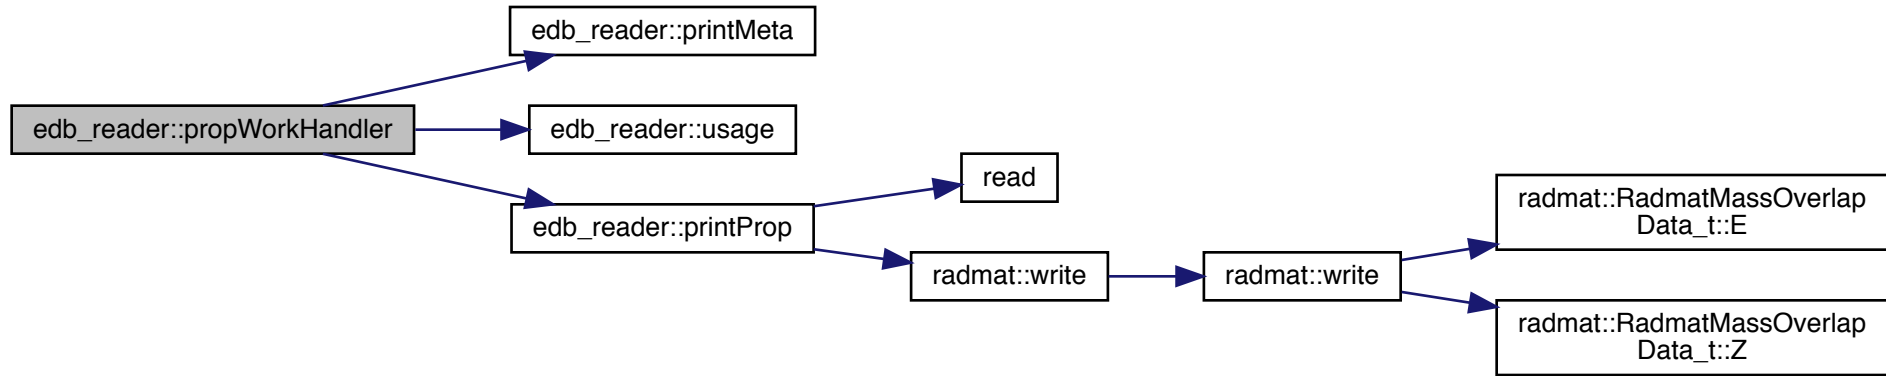 edb_reader::printMeta
edb_reader::propWorkHandler
edb_reader::usage
edb_reader::printProp
read
radmat::write
radmat::write
radmat::RadmatMassOverlap
Data_t::E
radmat::RadmatMassOverlap
Data_t::Z